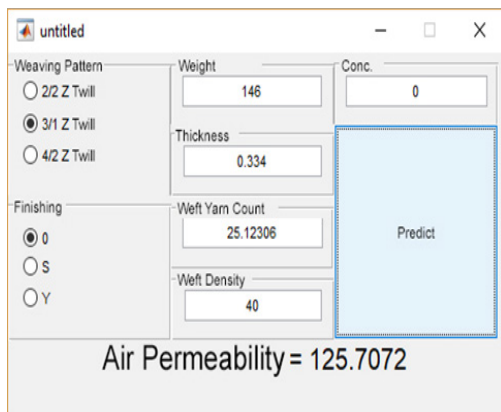 untitled
Weaving Pattern
2/2 Z Twill
3/1 Z Twill
4/2 Z Twill
Finishing
0
S
Y
Weight
146
Thickness
0.334
Weft Yarn Count
25.12306
Weft Density
40
Conc.
0
Predict
Air Permeability = 125.7072